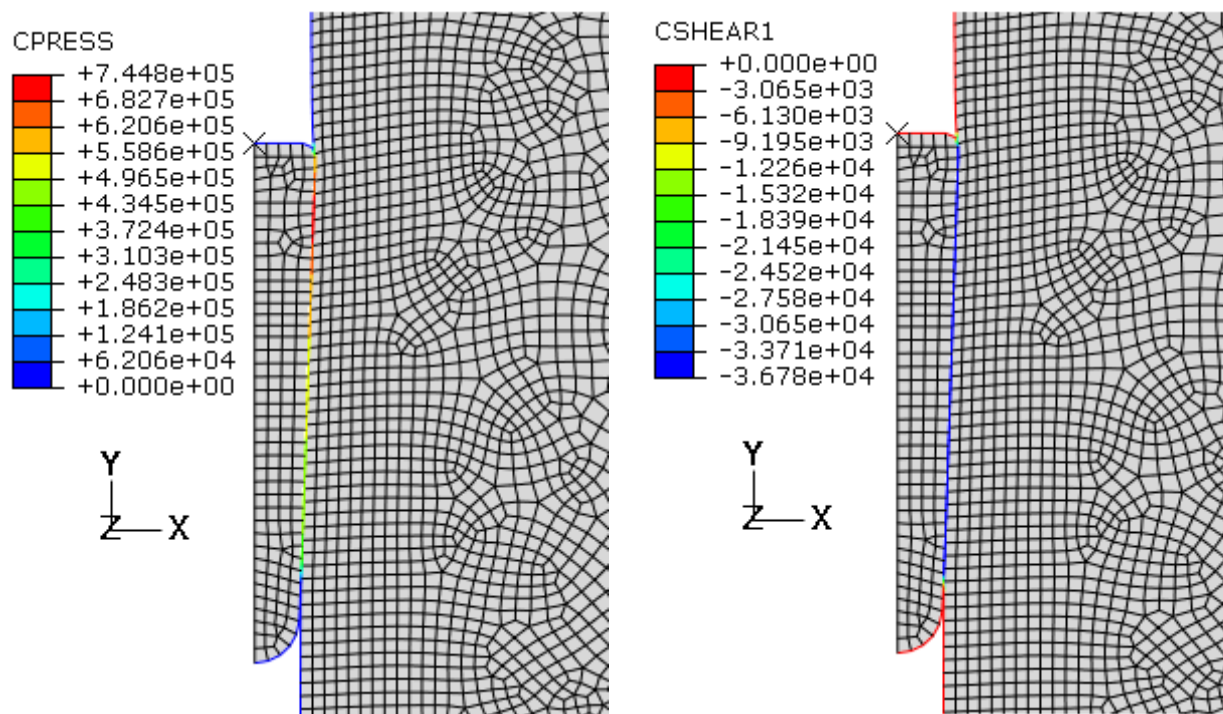 CPRESS
+7.448e+05
+6.827e+05
+6.206e+05
+5.586e+05
+4.965e+05
+4.345e+05
+3.724e+05
+3.103e+05
+2.483e+05
+1.862e+05
+1.241e+05
+6.206e+04
+0.000e+00
Y
Z
X
CSHEAR1
+0.000e+00
-3.065e+03
-6.130e+03
-9.195e+03
-1.226e+04
-1.532e+04
-1.839e+04
-2.145e+04
-2.452e+04
-2.758e+04
-3.065e+04
-3.371e+04
-3.678e+04
Y
Z
X